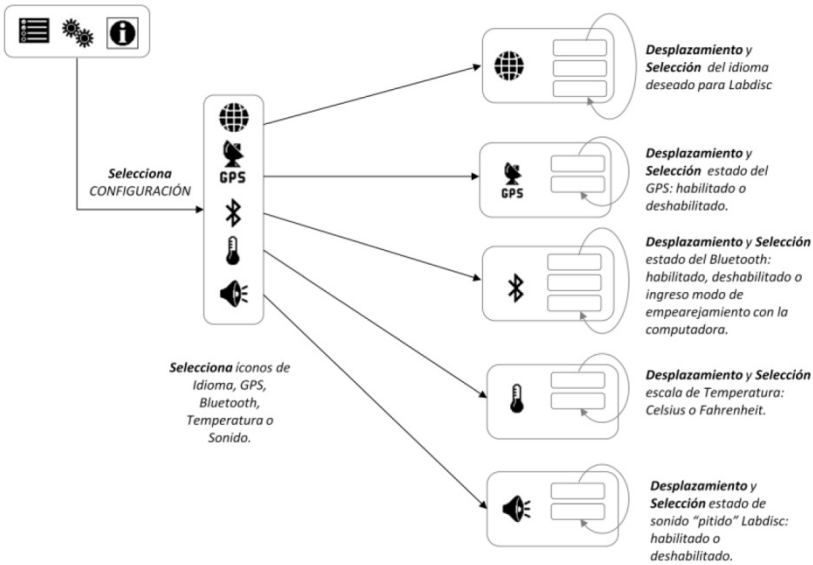 Desplazamiento y
Selección del idioma
deseado para Labdisc
Selecciona
CONFIGURACIÓN
GPS
GPS
Desplazamiento y
Selección estado del
GPS: habilitado o
deshabilitado.
Desplazamiento y Selección
estado del Bluetooth:
habilitado, deshabilitado o
ingreso modo de
empearejamiento con la
computadora.
Selecciona íconos de
Idioma, GPS,
Bluetooth,
Temperatura o
Sonido.
Desplazamiento y Selección
escala de Temperatura:
Celsius o Fahrenheit.
Desplazamiento y
Selección estado de
sonido “pitido” Labdisc:
habilitado o
deshabilitado.